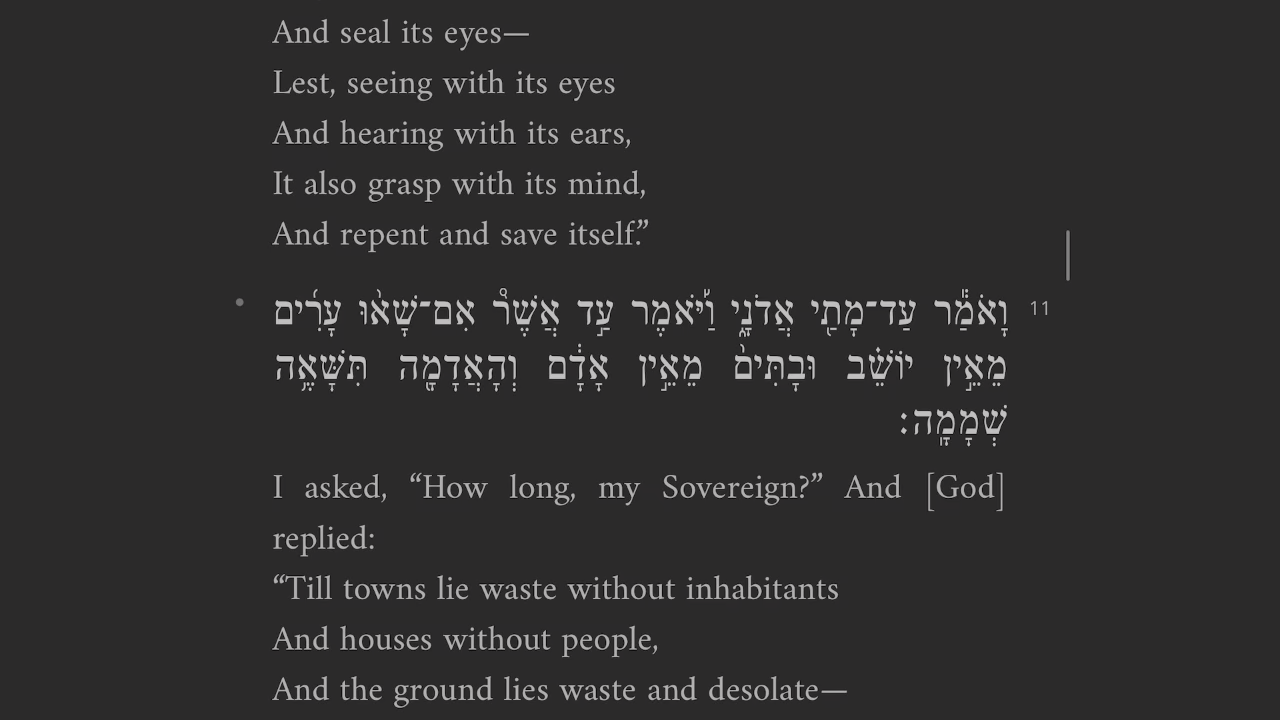 And seal its eyes—
Lest, seeing with its eyes
And hearing with its ears,
It also grasp with its mind,
And repent and save itself.”
11 וָאֹמַ֕ר עַד־מָתַ֖י אֲדֹנָ֑י וַיֹּ֡אמֶר עַ֣ד אֲשֶׁר֩ אִם־שָׁא֨וּ עָרִ֜ים
מֵאֵ֣ין יוֹשֵׁ֗ב וּבָתִּים֙ מֵאֵ֣ין אָדָ֔ם וְהָאֲדָמָ֖ה תִּשָּׁאֶ֥ה
שְׁמָמָֽה׃
I asked, “How long, my Sovereign?” And [God]
replied:
“Till towns lie waste without inhabitants
And houses without people,
And the ground lies waste and desolate—